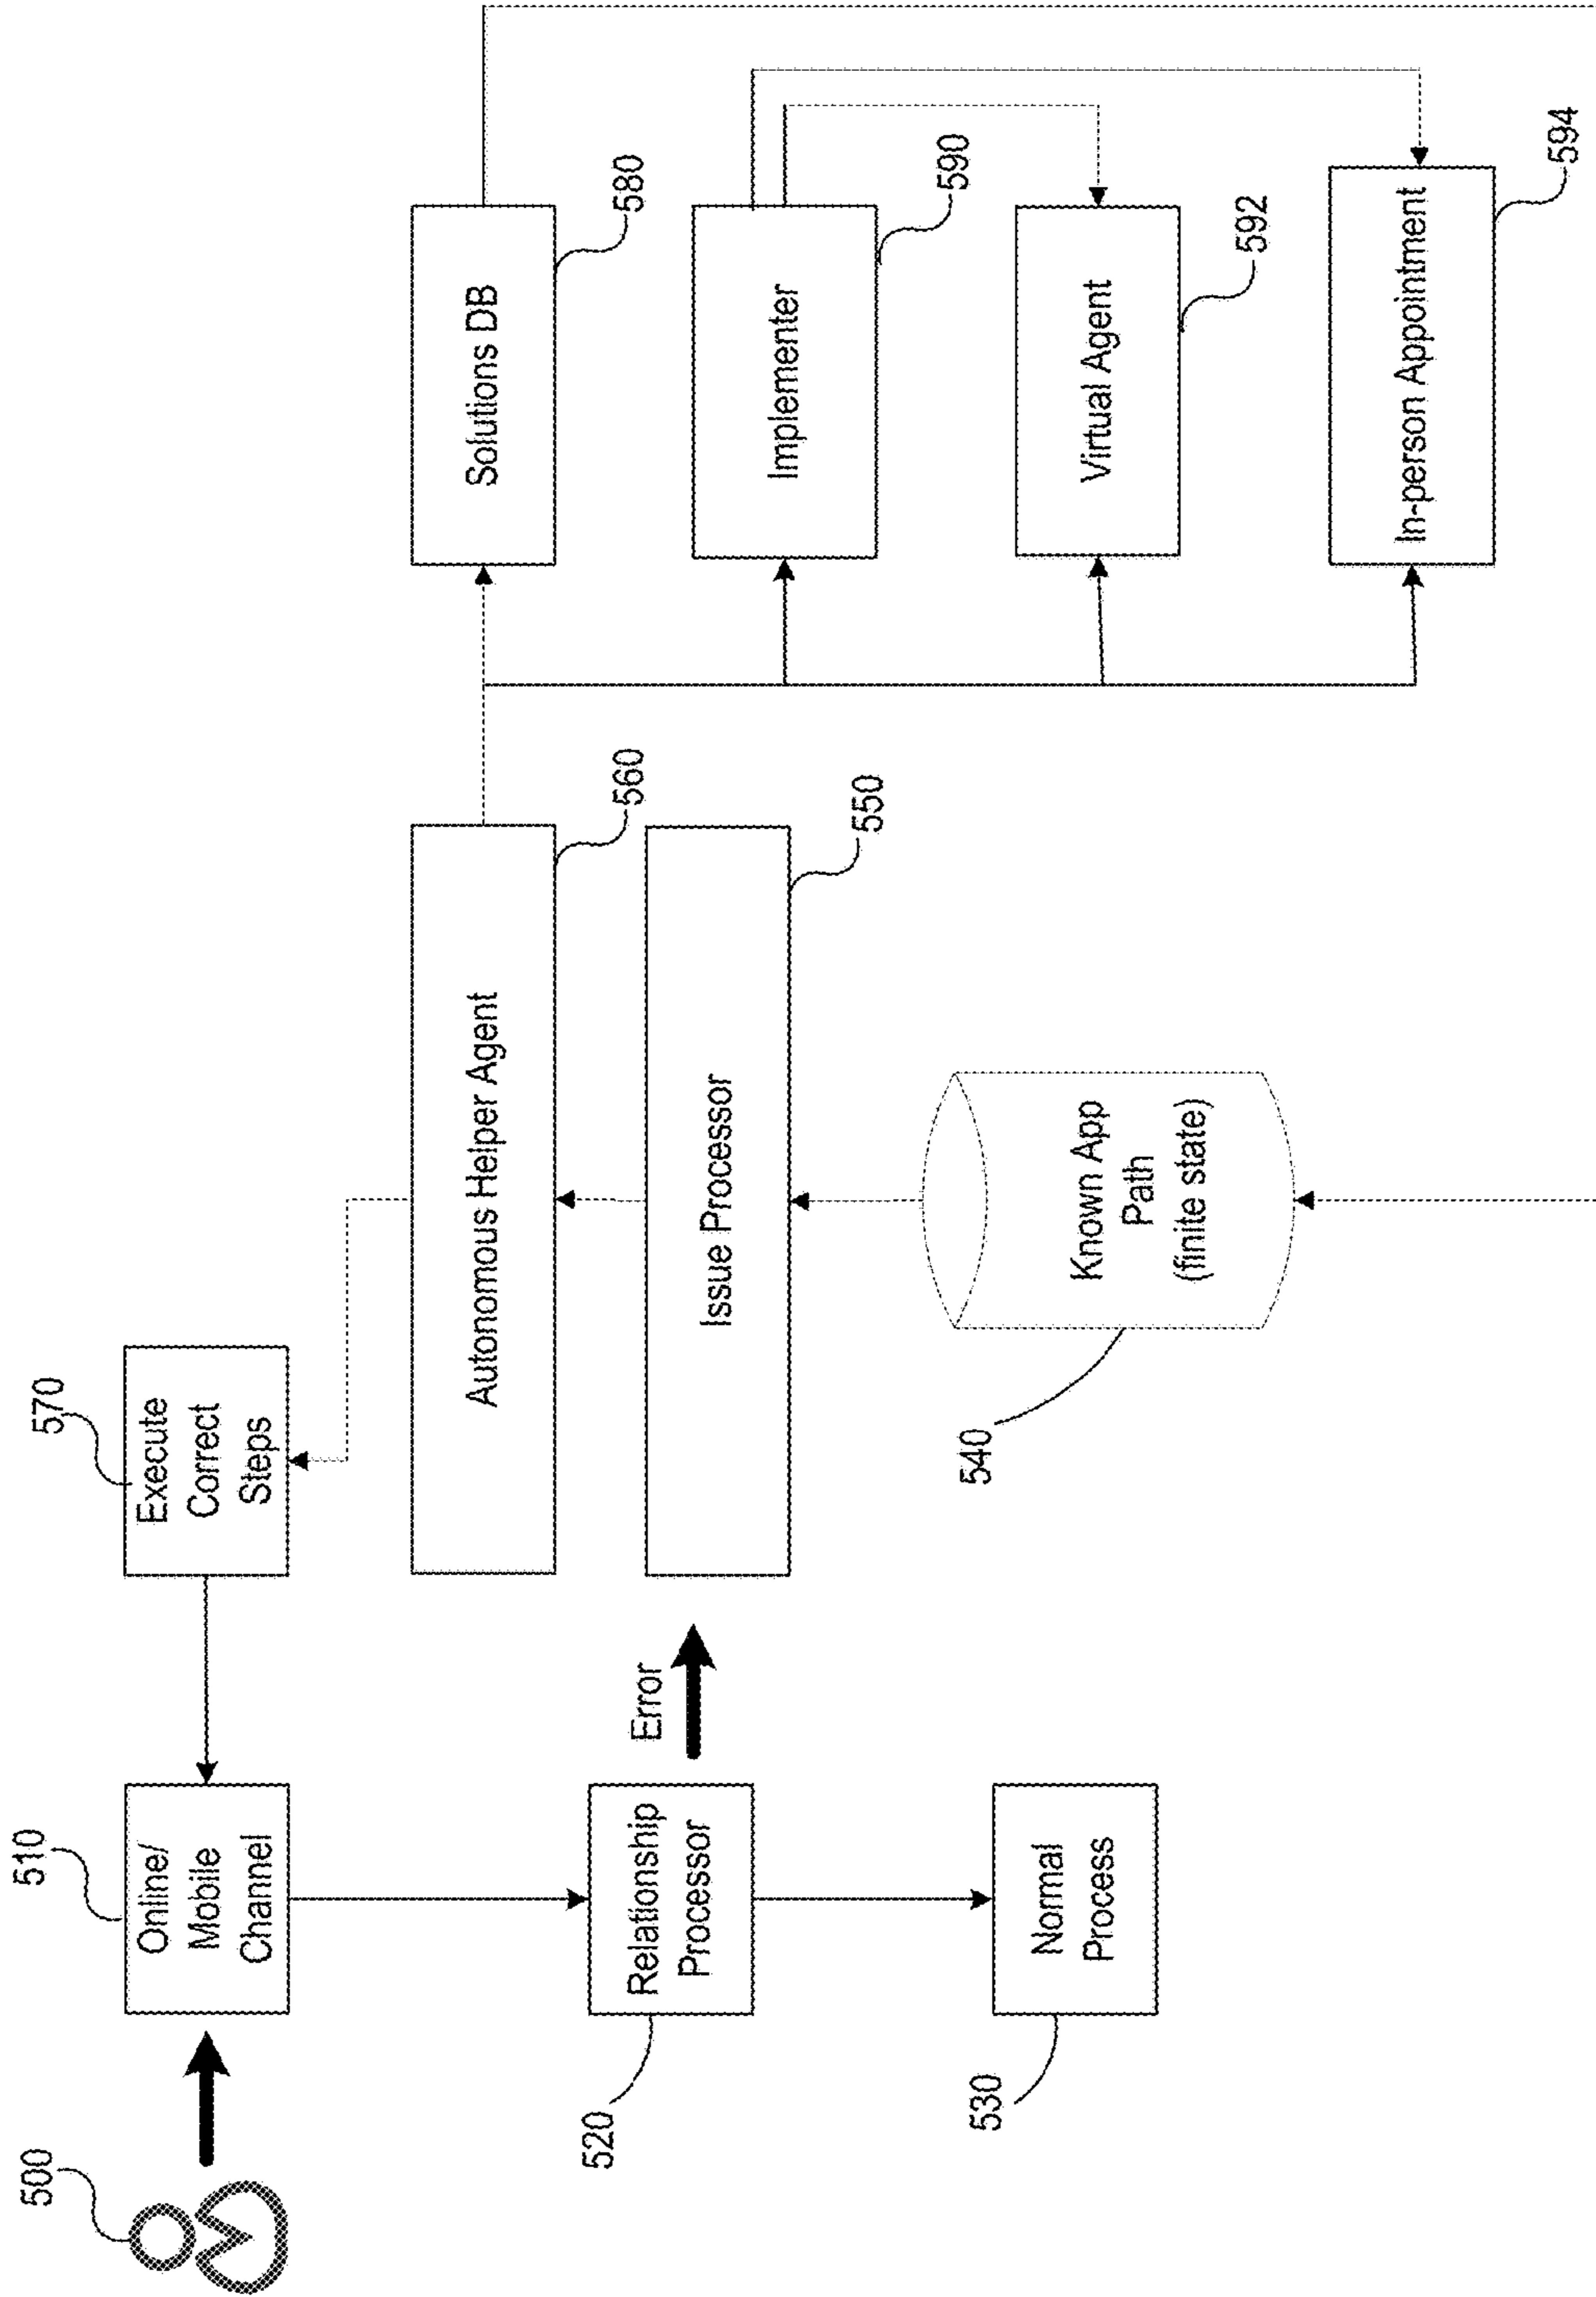 500
510
Online/
Mobile
Channel
570
Execute
Correct
Steps
Autonomous Helper Agent
560
Solutions DB
580
520
Relationship
Processor
Error
Issue Processor
550
Implementer
590
530
Normal
Process
540
Known App
Path
(finite state)
Virtual Agent
592
In-person Appointment
594